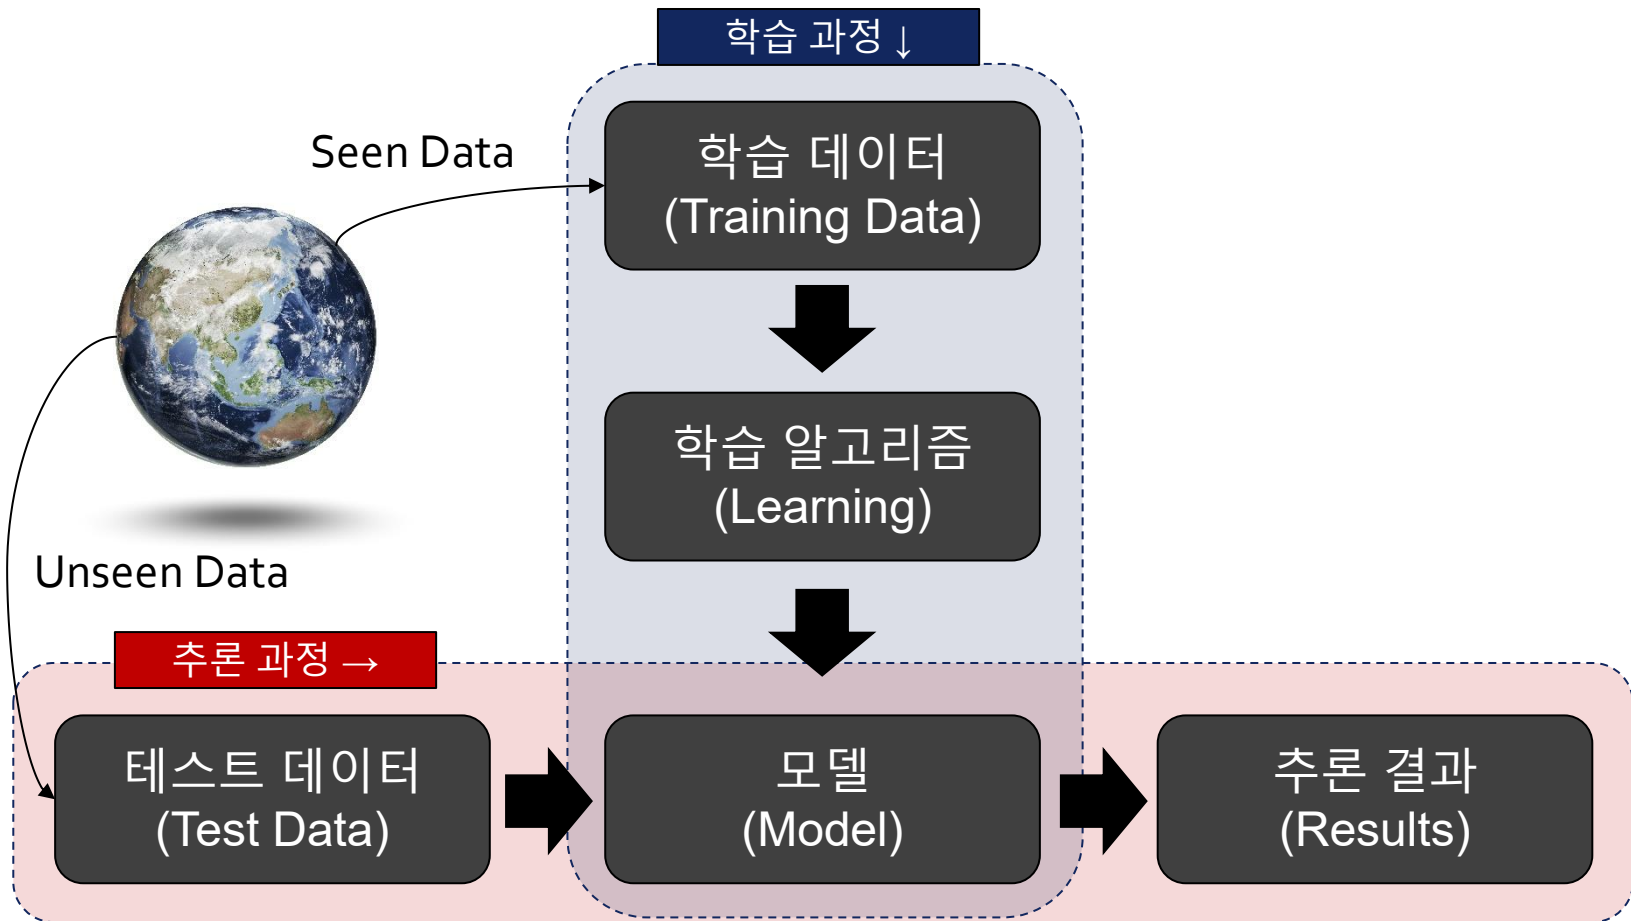 학습 과정 ↓
Seen Data
학습 데이터
(Training Data)
학습 알고리즘
(Learning)
Unseen Data
추론 과정 →
테스트 데이터
(Test Data)
모델
(Model)
추론 결과
(Results)